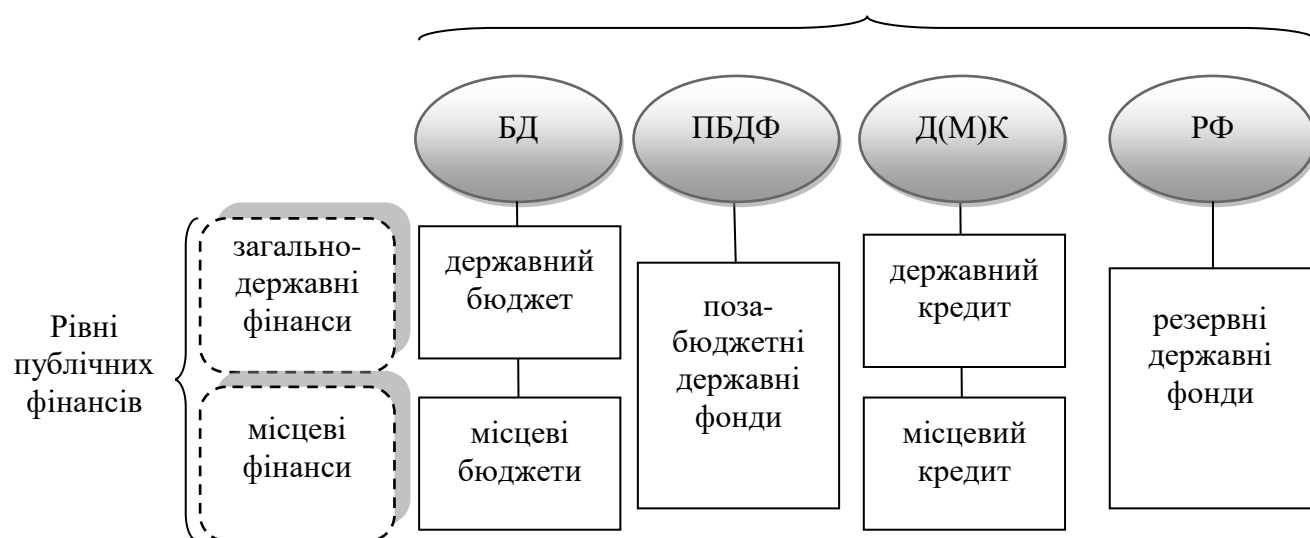 БД
ПБДФ
Д(М)К
РФ
Рівні
публічних
фінансів
загально-
державні
фінанси
місцеві
фінанси
державний
бюджет
місцеві
бюджети
поза-
бюджетні
державні
фонди
державний
кредит
місцевий
кредит
резервні
державні
фонди